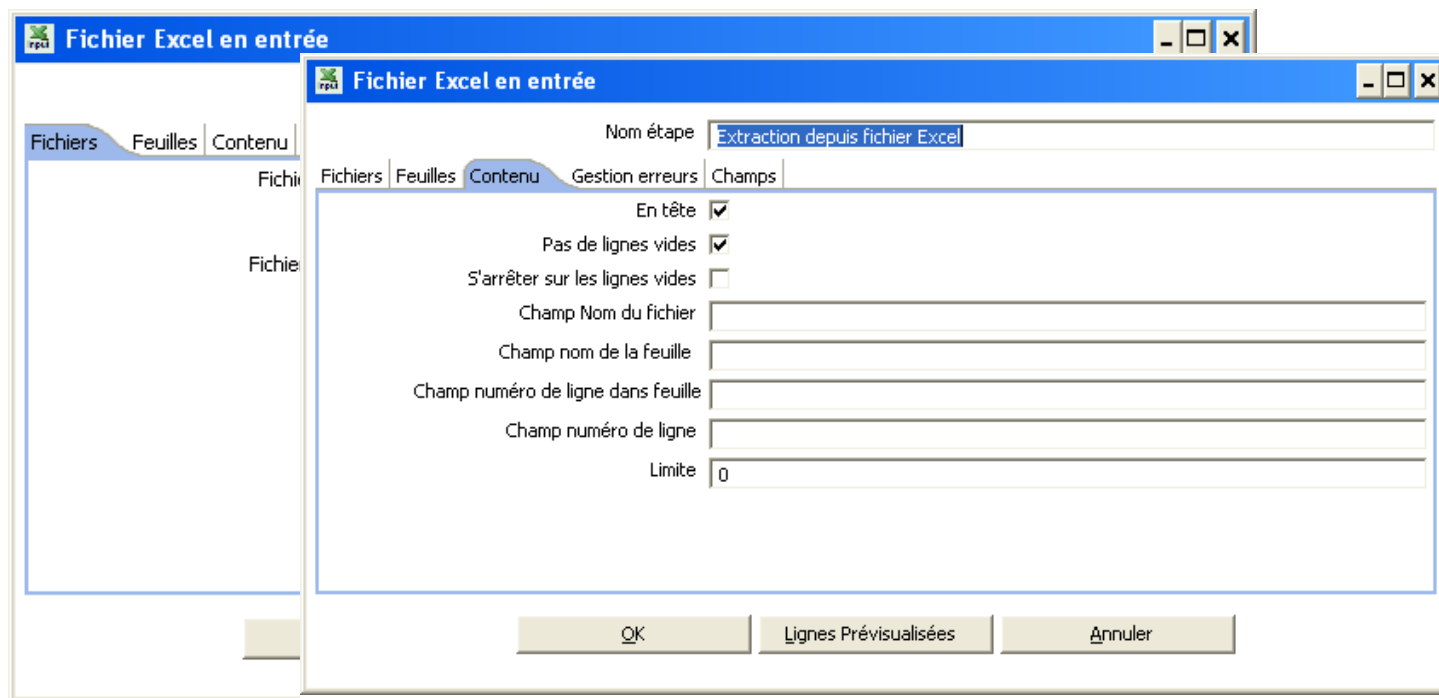 Fichier Excel en entrée
Fichiers Feuilles Contenu
Fichier Excel en entrée
Nom étape Extraction depuis fichier Excel
Fichiers Feuilles Contenu Gestion erreurs Champs
En tête
Pas de lignes vides
S'arrêter sur les lignes vides
Champ Nom du fichier
Champ nom de la feuille
Champ numéro de ligne dans feuille
Champ numéro de ligne
Limite 0
OK Lignes Prévisualisées Annuler